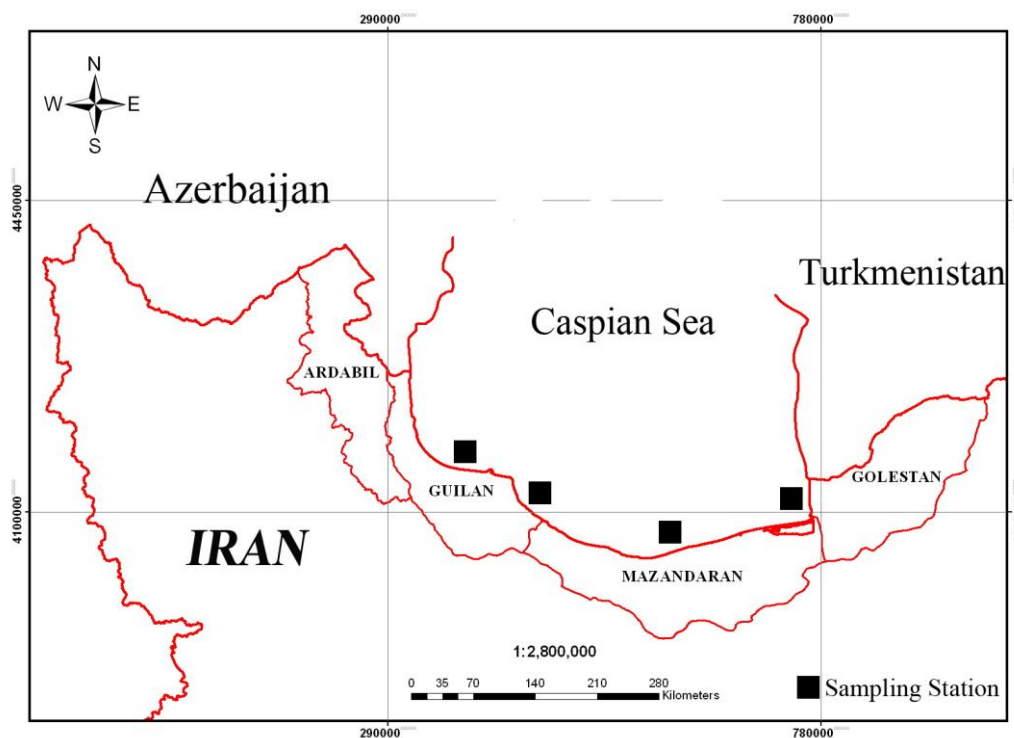 290000 780000
N
W E
S
Azerbaijan
4450000
Turkmenistan
Caspian Sea
ARDABIL
GUILAN
GOLESTAN
4100000
IRAN
MAZANDARAN
1:2,800,000
0 35 70 140 210 280
Kilometers
Sampling Station
290000 780000